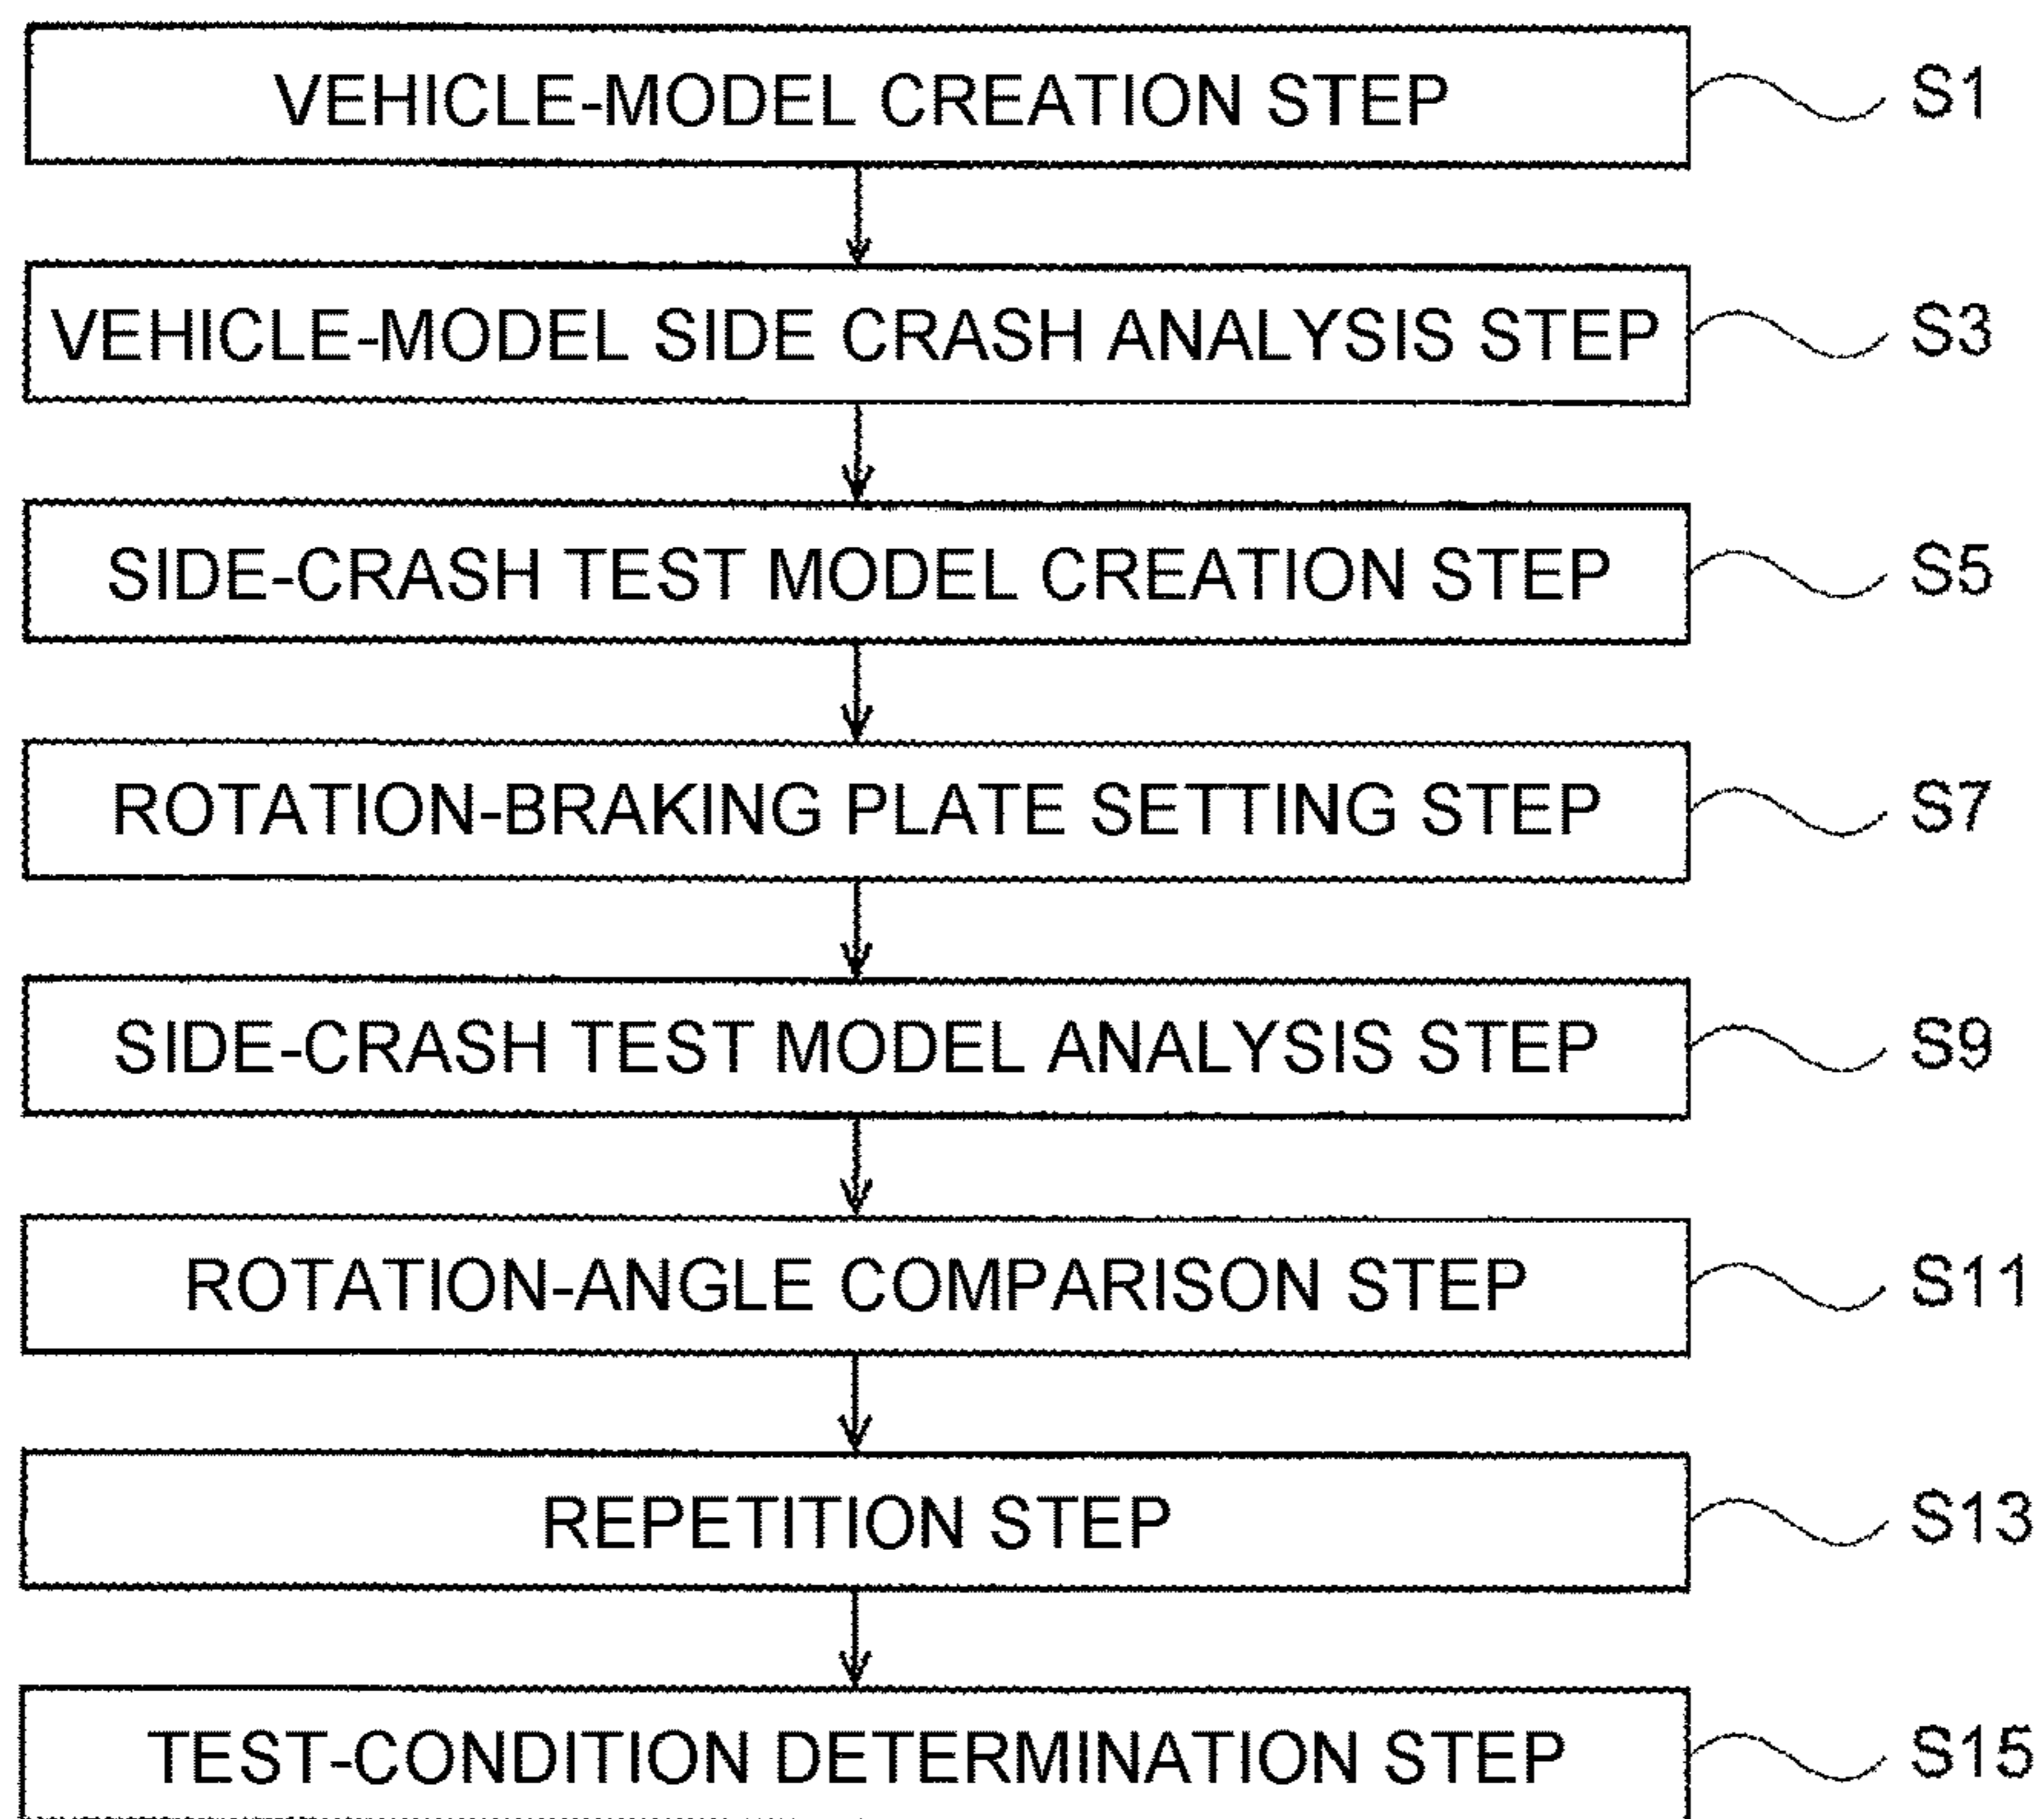 VEHICLE-MODEL CREATION STEP S1
VEHICLE-MODEL SIDE CRASH ANALYSIS STEP S3
SIDE-CRASH TEST MODEL CREATION STEP S5
ROTATION-BRAKING PLATE SETTING STEP S7
SIDE-CRASH TEST MODEL ANALYSIS STEP S9
ROTATION-ANGLE COMPARISON STEP S11
REPETITION STEP S13
TEST-CONDITION DETERMINATION STEP S15